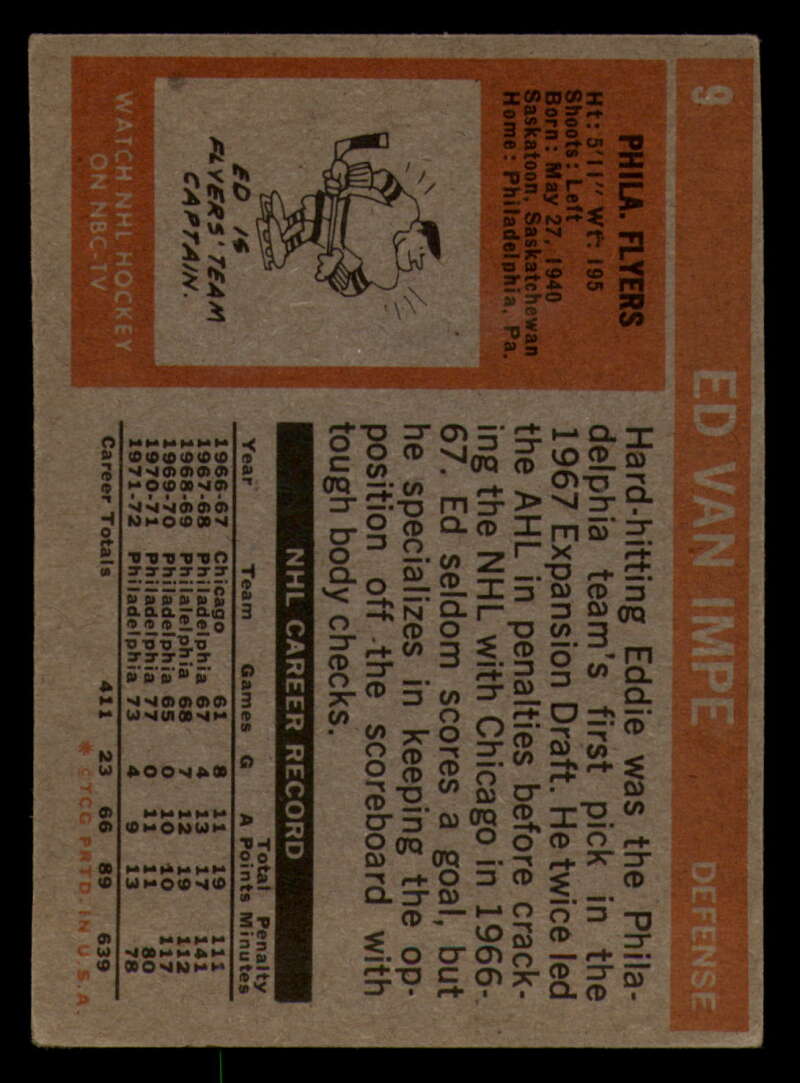 9 ED VAN IMPE DEFENSE
PHILA. FLYERS
Ht: 5'11" Wt: 195
Shoots: Left
Born: May 27, 1940
Saskatoon, Saskatchewan
Home: Philadelphia, Pa.
ED IS
FLYERS' TEAM
CAPTAIN.
WATCH NHL HOCKEY
ON NBC-TV
Hard-hitting Eddie was the Phila-
delphia team's first pick in the
1967 Expansion Draft. He twice led
the AHL in penalties before crack-
ing the NHL with Chicago in 1966-
67. Ed seldom scores a goal, but
he specializes in keeping the op-
position off the scoreboard with
tough body checks.
NHL CAREER RECORD
Total Penalty
Year Team Games G A Points Minutes
1966-67 Chicago 61 8 11 19 111
1967-68 Philadelphia 67 4 13 17 141
1968-69 Philalelphia 68 7 12 19 112
1969-70 Philadelphia 65 0 10 10 117
1970-71 Philadelphia 77 0 11 11 80
1971-72 Philadelphia 73 4 9 13 78
Career Totals 411 23 66 89 639
* © TCG PRTD. IN U.S.A.